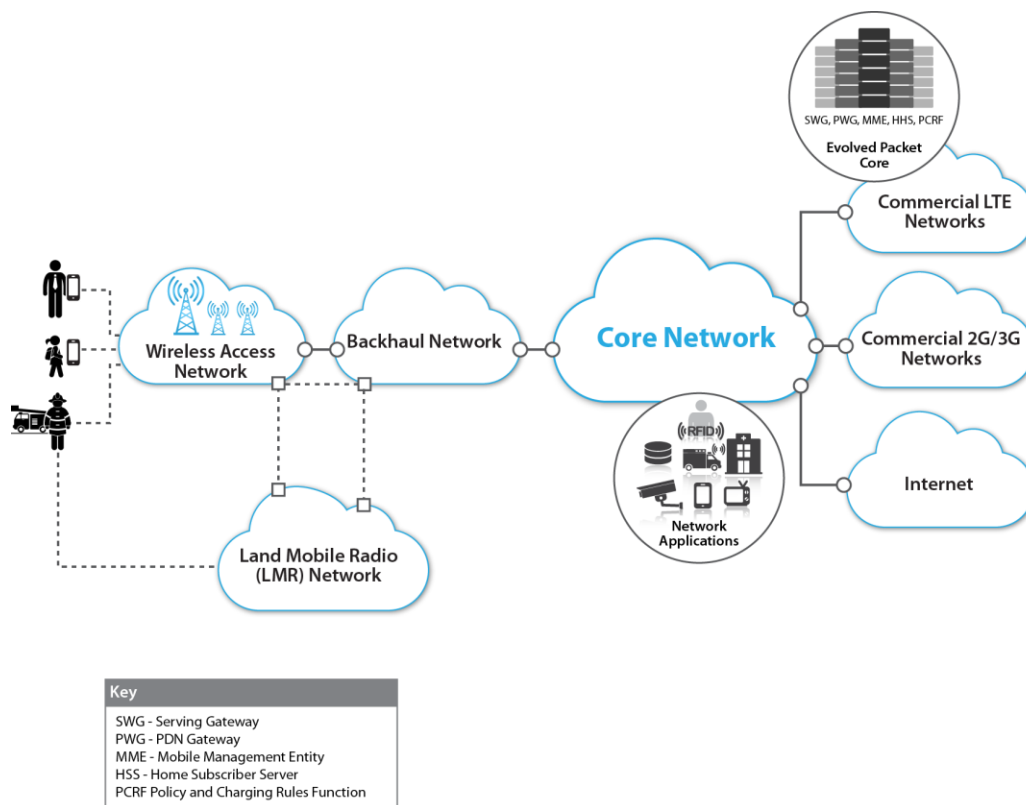 SWG, PWG, MME, HHS, PCRF
Evolved Packet
Core
Commercial LTE
Networks
Wireless Access
Network
Backhaul Network
Core Network
Commercial 2G/3G
Networks
RFID
Network
Applications
Internet
Land Mobile Radio
(LMR) Network
Key
SWG - Serving Gateway
PWG - PDN Gateway
MME - Mobile Management Entity
HSS - Home Subscriber Server
PCRF Policy and Charging Rules Function